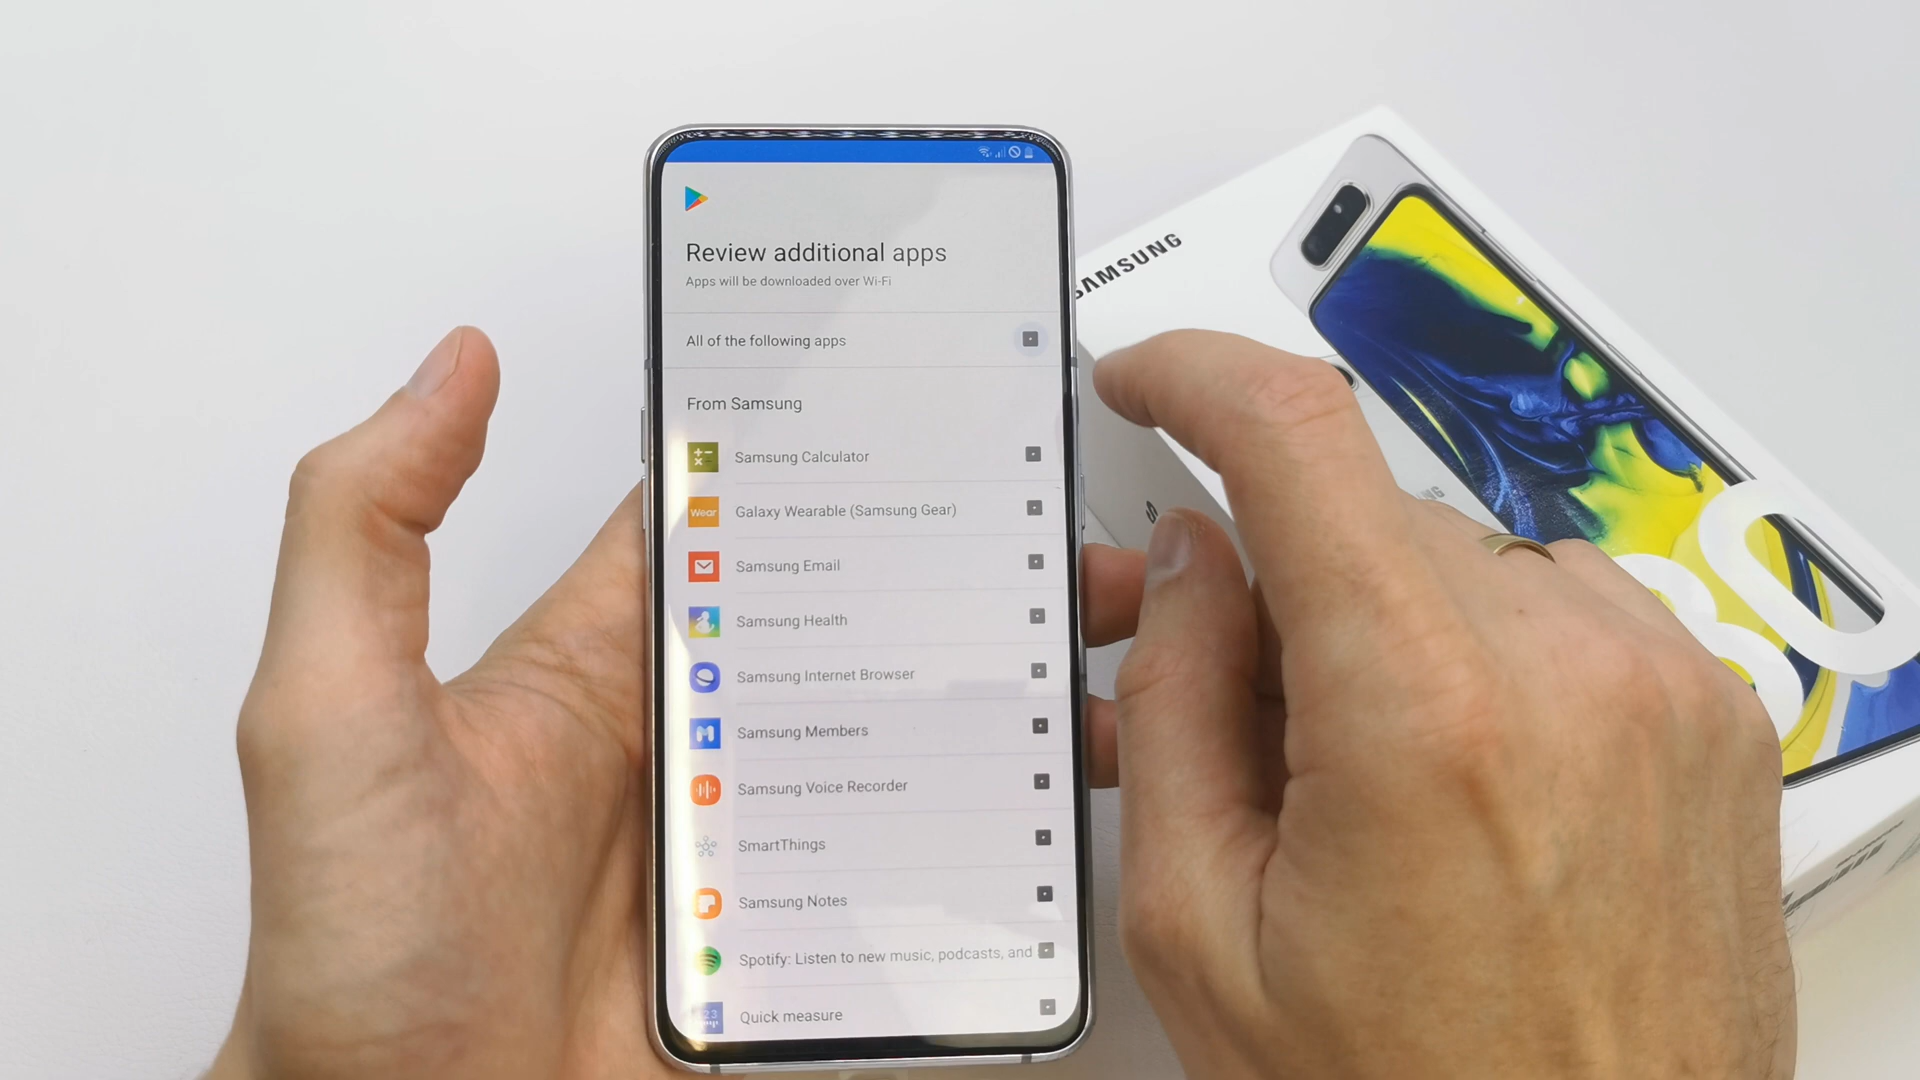 Review additional apps
Apps will be downloaded over Wi-Fi
All of the following apps
From Samsung
Samsung Calculator
Wear
Galaxy Wearable (Samsung Gear)
Samsung Email
Samsung Health
Samsung Internet Browser
Samsung Members
Samsung Voice Recorder
SmartThings
Samsung Notes
Spotify: Listen to new music, podcasts, and
Quick measure
SAMSUNG